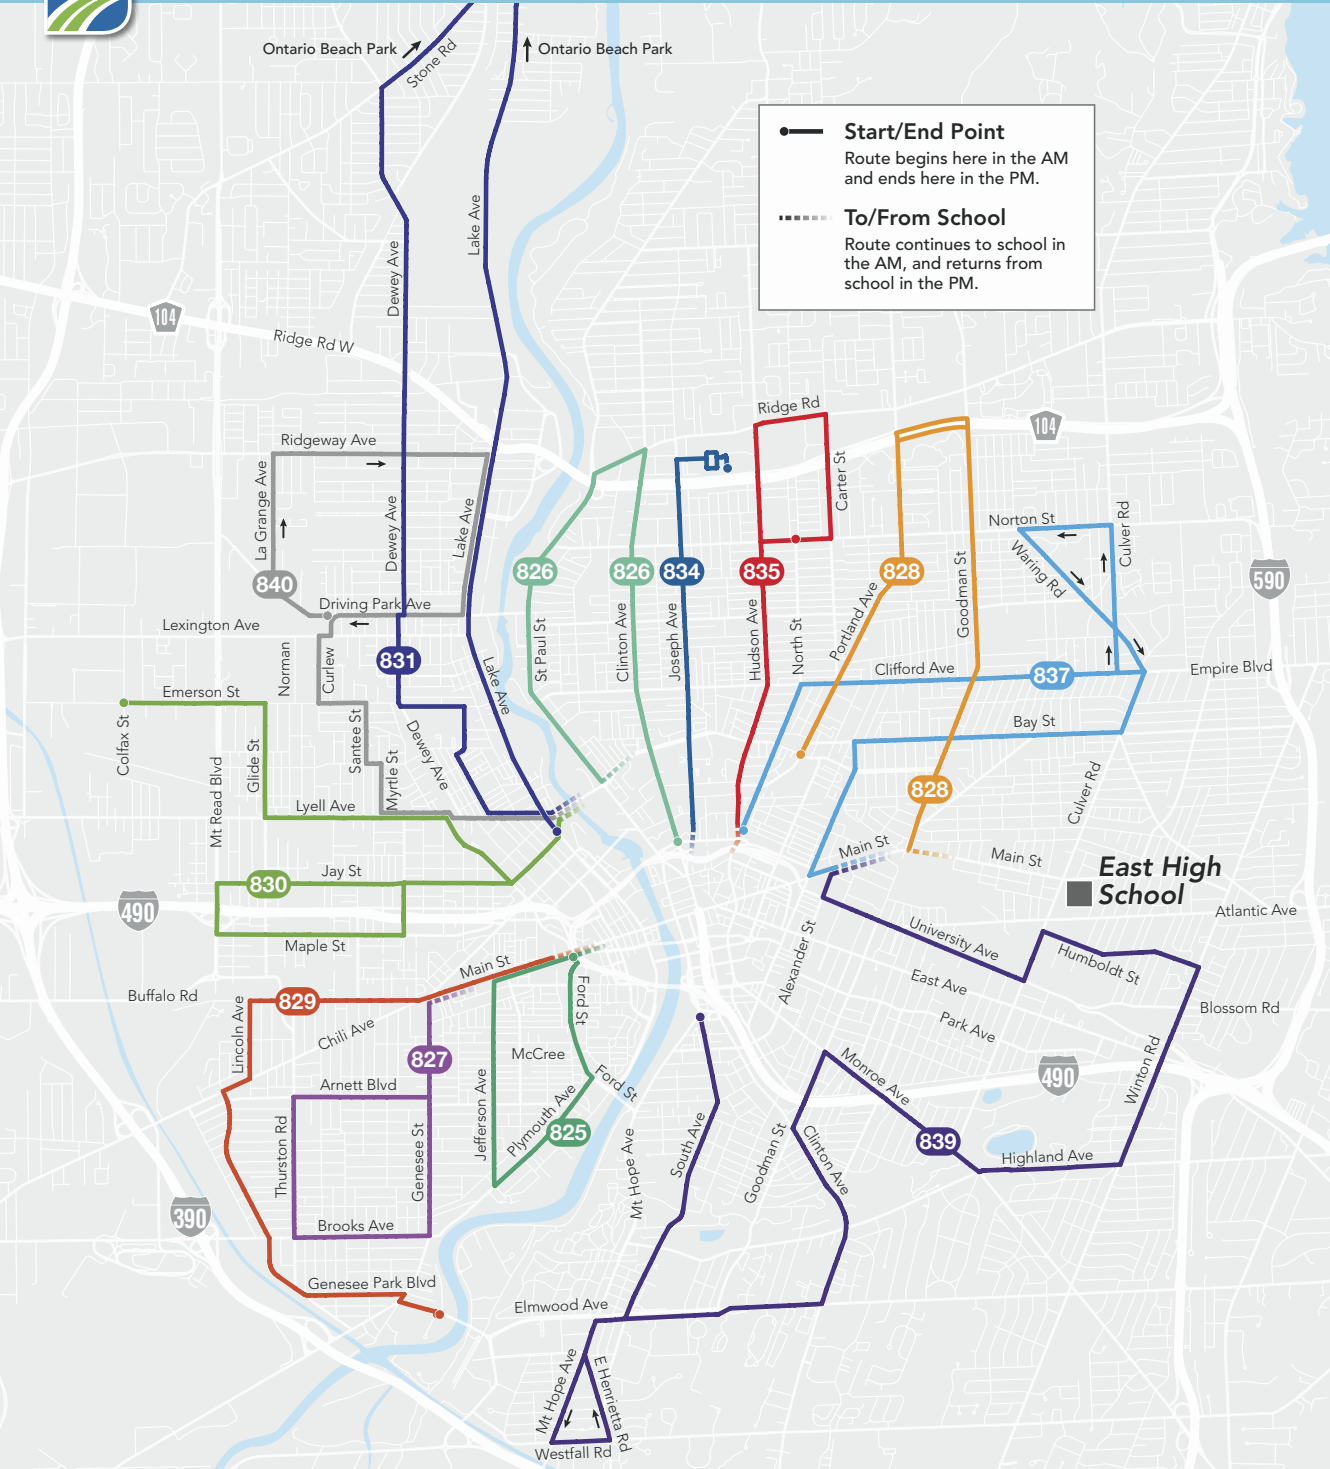 Ontario Beach Park
Stone Rd
Ontario Beach Park
Start/End Point
Route begins here in the AM
and ends here in the PM.
To/From School
Route continues to school in
the AM, and returns from
school in the PM.
Lake Ave
Dewey Ave
104
Ridge Rd W
Ridge Rd
104
Ridgeway Ave
La Grange Ave
Dewey Ave
Lake Ave
Carter St
Norton St
Culver Rd
Waring Rd
840
826
826
834
835
828
590
Driving Park Ave
Lexington Ave
Norman
Curlew
831
St Paul St
Clinton Ave
Joseph Ave
Hudson Ave
North St
Portland Ave
Goodman St
Clifford Ave
837
Empire Blvd
Emerson St
Colfax St
Lake Ave
Bay St
Glide St
Mt Read Blvd
Santee St
Myrtle St
Dewey Ave
Lyell Ave
828
Culver Rd
Main St
Main St
East High
School
Jay St
830
490
Maple St
Atlantic Ave
University Ave
Humboldt St
Alexander St
Main St
East Ave
Buffalo Rd
829
Ford St
Blossom Rd
Lincoln Ave
Chili Ave
Park Ave
827
McCree
Ford St
Monroe Ave
490
Winton Rd
Arnett Blvd
Jefferson Ave
Plymouth Ave
825
Thurston Rd
Genesee St
Mt Hope Ave
South Ave
Goodman St
Clinton Ave
839
Highland Ave
390
Brooks Ave
Genesee Park Blvd
Elmwood Ave
Mt Hope Ave
E Henrietta Rd
Westfall Rd